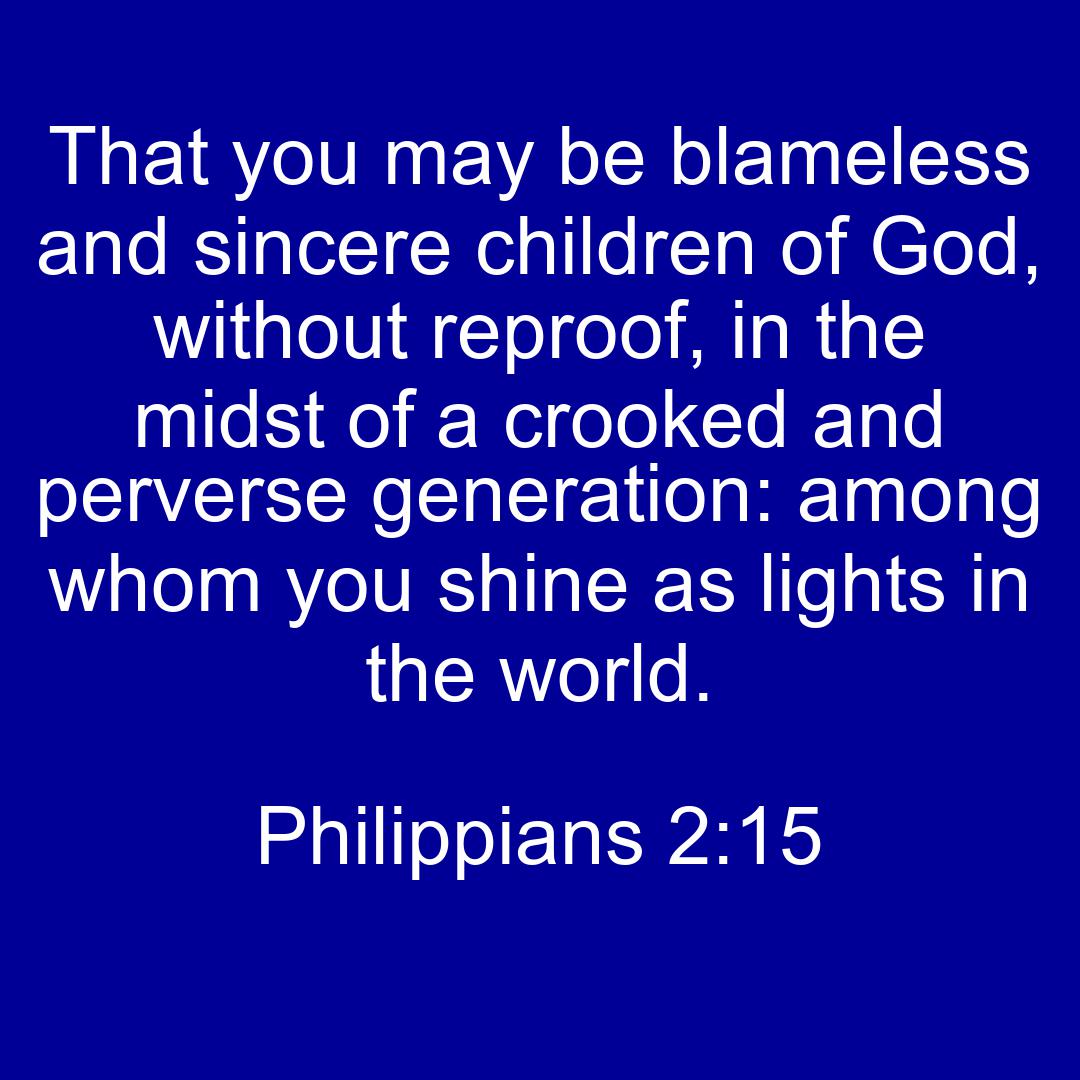 That you may be blameless
and sincere children of God,
without reproof, in the
midst of a crooked and
perverse generation: among
whom you shine as lights in
the world.
Philippians 2:15